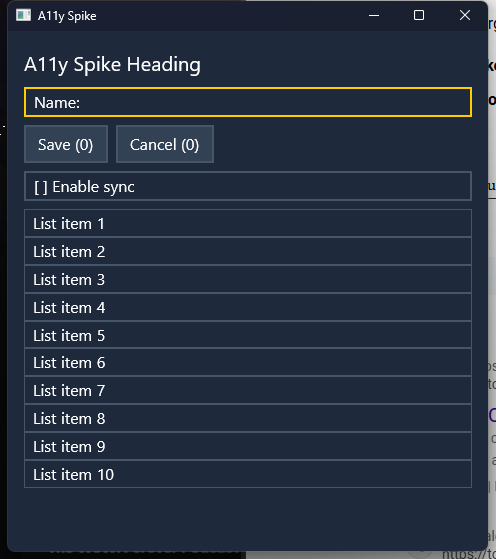 A11y Spike
A11y Spike Heading
Name:
Save (0)
Cancel (0)
[ ] Enable sync
List item 1
List item 2
List item 3
List item 4
List item 5
List item 6
List item 7
List item 8
List item 9
List item 10
https://to